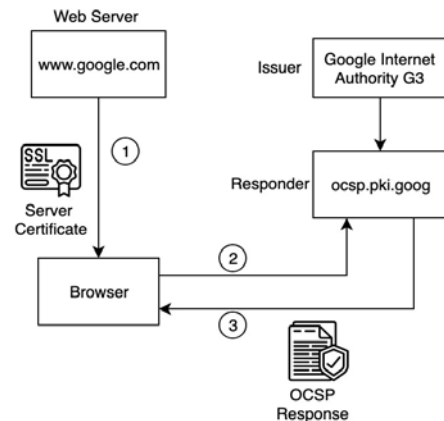 Web Server
www.google.com
Issuer
Google Internet
Authority G3
1
SSL
Server
Certificate
Responder
ocsp.pki.goog
Browser
2
3
OCSP
Response